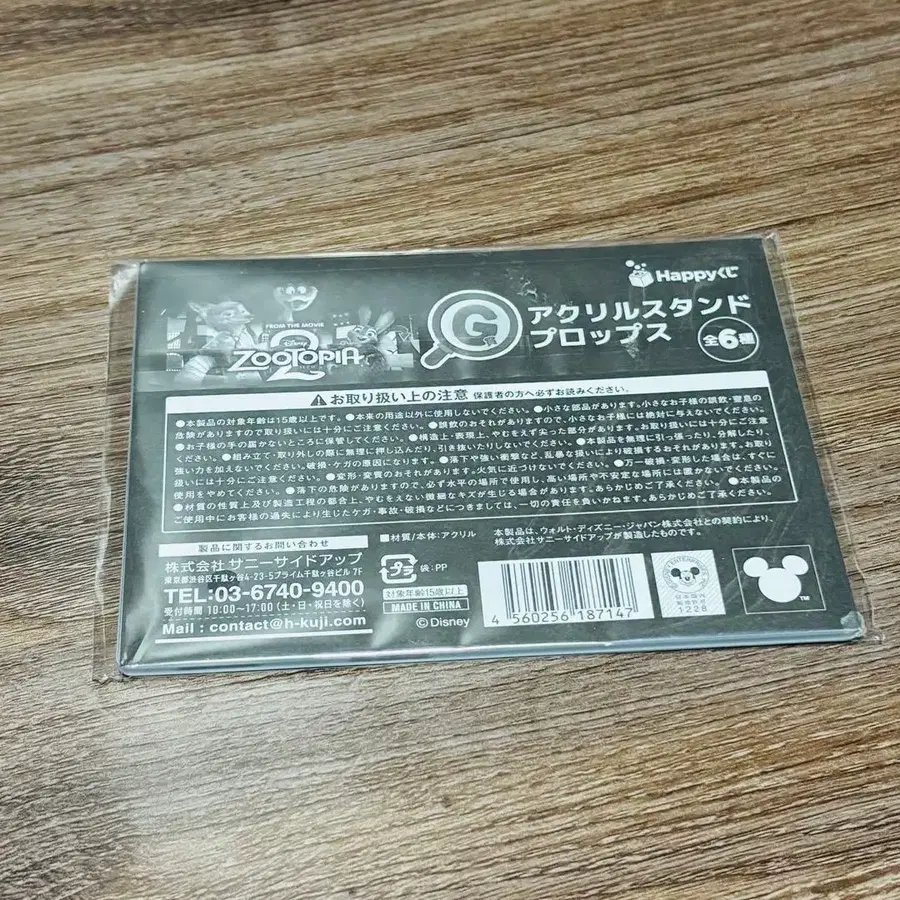 Happyくじ
FROM THE MOVIE
Disney
ZOOTOPIA
2
G
アクリルスタンド
プロップス
全6種
お取り扱い上の注意 保護者の方へ必ずお読みください。
●本製品の対象年齢は15歳以上です。●本来の用途以外に使用しないでください。●小さな部品があります。小さなお子様の誤飲・窒息の
危険がありますので取り扱いには十分にご注意ください。●誤飲のおそれがありますので、小さなお子様には絶対に与えないでください。
●お子様の手の届かないところに保管してください。●構造上・表現上、やむをえず尖った部分があります。お取り扱いには十分にご注意
ください。●組み立て・取り外しの際に無理に押し込んだり、引き抜いたりしないでください。●本製品を無理に引っ張ったり、分解したり、
強い力を加えないでください。破損・ケガの原因になります。●落下や強い衝撃など、乱暴な扱いにより破損する恐れがあります。お取り
扱いには十分ご注意ください。●変形・変質のおそれがあります。火気に近づけないでください。●万一破損・変形した場合は、すぐに
使用をやめてください。●落下の危険がありますので、必ず水平の場所で使用し、高い場所や不安定な場所には置かないでください。
●材質の性質上及び製造工程の都合上、やむをえない微細なキズが生じる場合があります。あらかじめご了承ください。●本製品の
ご使用中にお客様の過失により生じたケガ・事故・破損などにつきましては、一切の責任を負いかねます。あらかじめご了承ください。
製品に関するお問い合わせ
株式会社 サニーサイドアップ
東京都渋谷区千駄ヶ谷4-23-5プライム千駄ヶ谷ビル 7F
TEL:03-6740-9400
受付時間 10:00〜17:00 (土・日・祝日を除く)
Mail : contact@h-kuji.com
■材質/本体:アクリル
プラ
袋:PP
対象年齢15歳以上
MADE IN CHINA
© Disney
本製品は、ウォルト・ディズニー・ジャパン株式会社との契約により、
株式会社サニーサイドアップが製造したものです。
4 560256 187147
1228
TM